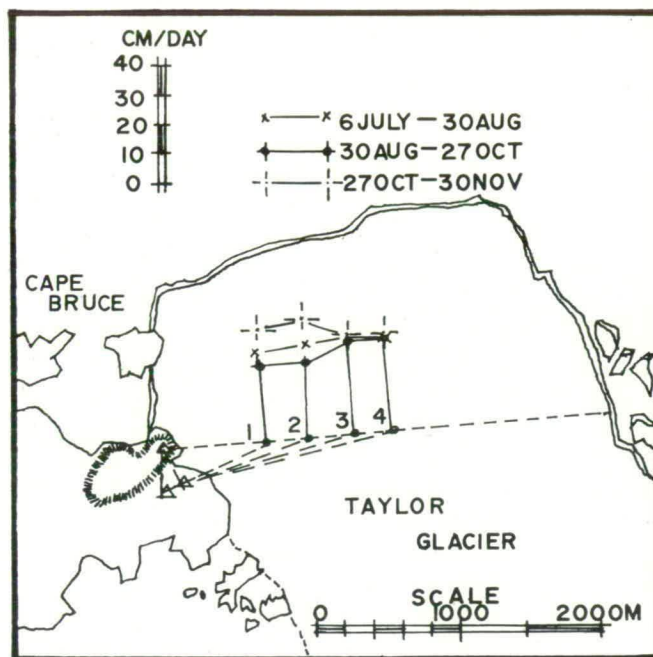 CM/DAY
40
30
20
10
0
6 JULY — 30 AUG
30 AUG — 27 OCT
27 OCT — 30 NOV
CAPE
BRUCE
1 2 3 4
TAYLOR
GLACIER
SCALE
0 1000 2000M